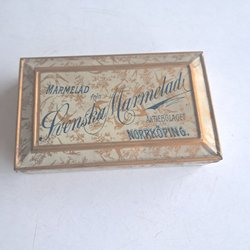 MARMELAD
från
Svenska Marmelad
AKTIEBOLAGET
NORRKÖPING.